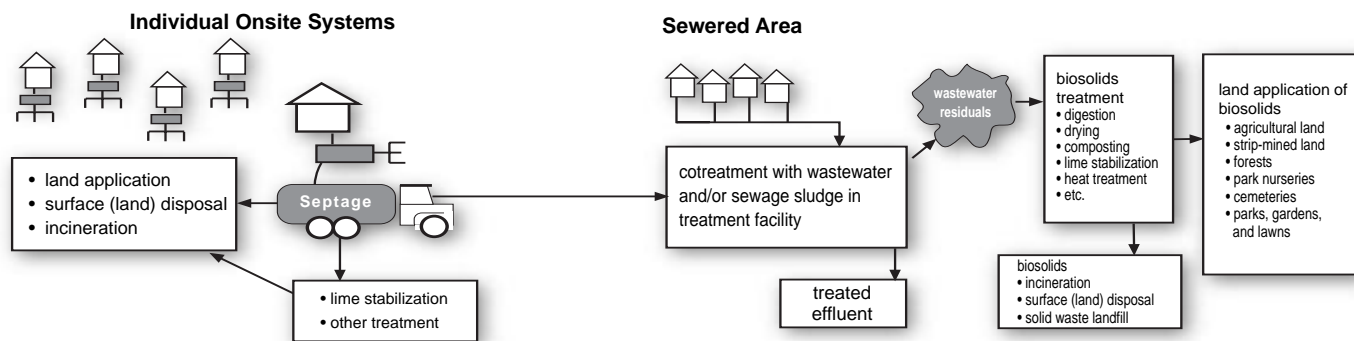 Individual Onsite Systems
• land application
• surface (land) disposal
• incineration
Septage
• lime stabilization
• other treatment
Sewered Area
cotreatment with wastewater
and/or sewage sludge in
treatment facility
treated
effluent
wastewater
residuals
biosolids
treatment
• digestion
• drying
• composting
• lime stabilization
• heat treatment
• etc.
biosolids
• incineration
• surface (land) disposal
• solid waste landfill
land application of
biosolids
• agricultural land
• strip-mined land
• forests
• park nurseries
• cemeteries
• parks, gardens,
and lawns